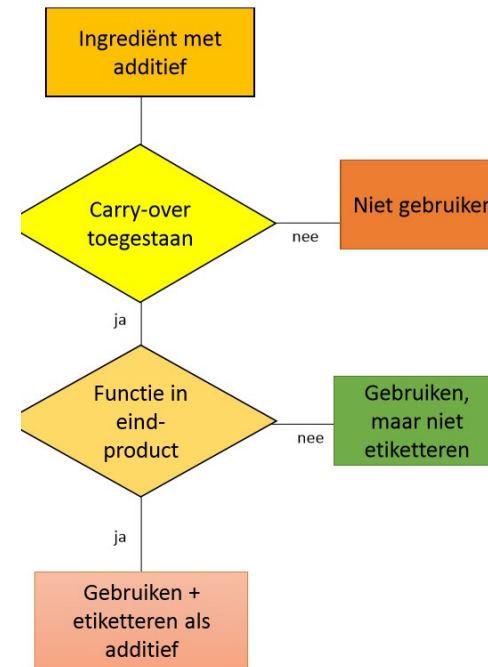 Ingrediënt met
additief
Carry-over
toegestaan
nee
Niet gebruiken
ja
Functie in
eind-
product
nee
Gebruiken,
maar niet
etiketteren
ja
Gebruiken +
etiketteren als
additief